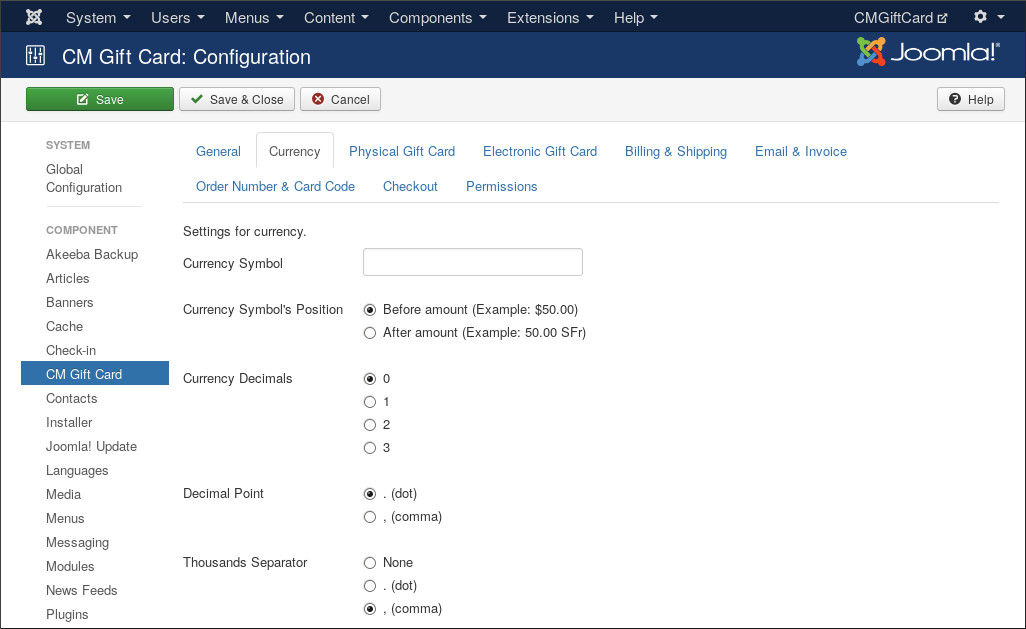 System Users Menus Content Components Extensions Help CMGiftCard
CM Gift Card: Configuration Joomla!®
Save Save & Close Cancel Help
SYSTEM
Global
Configuration
COMPONENT
Akeeba Backup
Articles
Banners
Cache
Check-in
CM Gift Card
Contacts
Installer
Joomla! Update
Languages
Media
Menus
Messaging
Modules
News Feeds
Plugins
General Currency Physical Gift Card Electronic Gift Card Billing & Shipping Email & Invoice
Order Number & Card Code Checkout Permissions
Settings for currency.
Currency Symbol
Currency Symbol's Position Before amount (Example: $50.00)
After amount (Example: 50.00 SFr)
Currency Decimals 0
1
2
3
Decimal Point . (dot)
, (comma)
Thousands Separator None
. (dot)
, (comma)